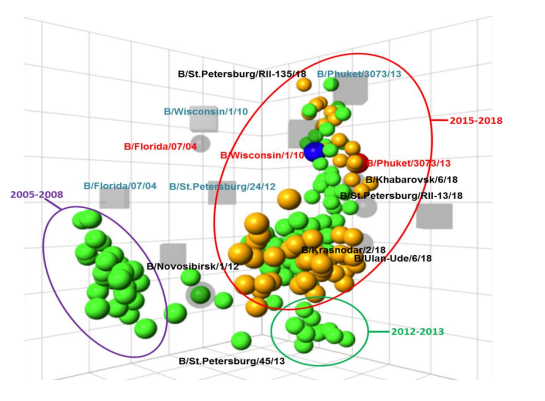 B/St.Petersburg/RII-135/18
B/Phuket/3073/13
B/Wisconsin/1/10
2015-2018
B/Florida/07/04
B/Wisconsin/1/10
B/Phuket/3073/13
B/Khabarovsk/6/18
B/Florida/07/04
B/St.Petersburg/24/12
2005-2008
B/St.Petersburg/RII-13/18
B/Krasnodar/2/18
B/Ulan-Ude/6/18
B/Novosibirsk/1/12
2012-2013
B/St.Petersburg/45/13